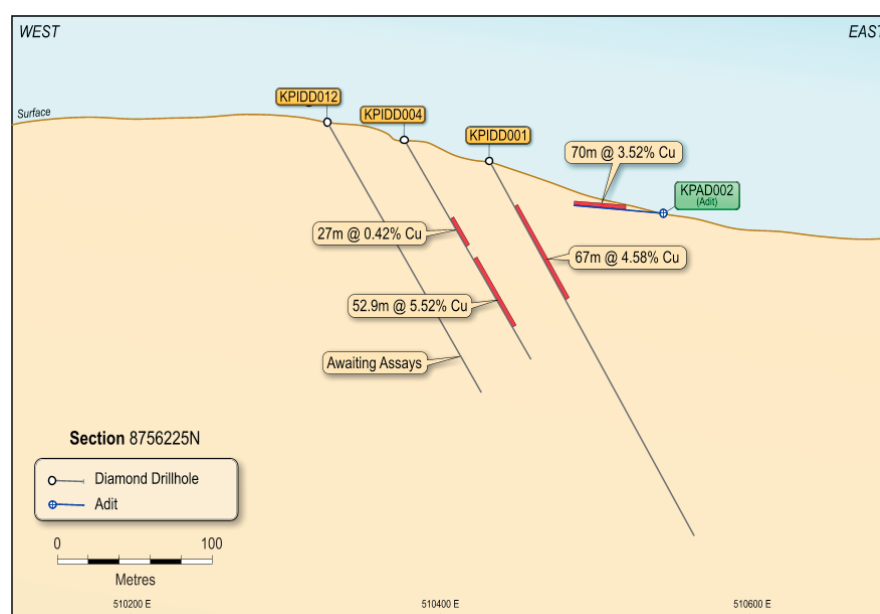 WEST
EAST
KPIDD012
KPIDD004
Surface
KPIDD001
70m @ 3.52% Cu
KPAD002
(Adit)
27m @ 0.42% Cu
67m @ 4.58% Cu
52.9m @ 5.52% Cu
Awaiting Assays
Section 8756225N
Diamond Drillhole
Adit
0 100
Metres
510200 E 510400 E 510600 E